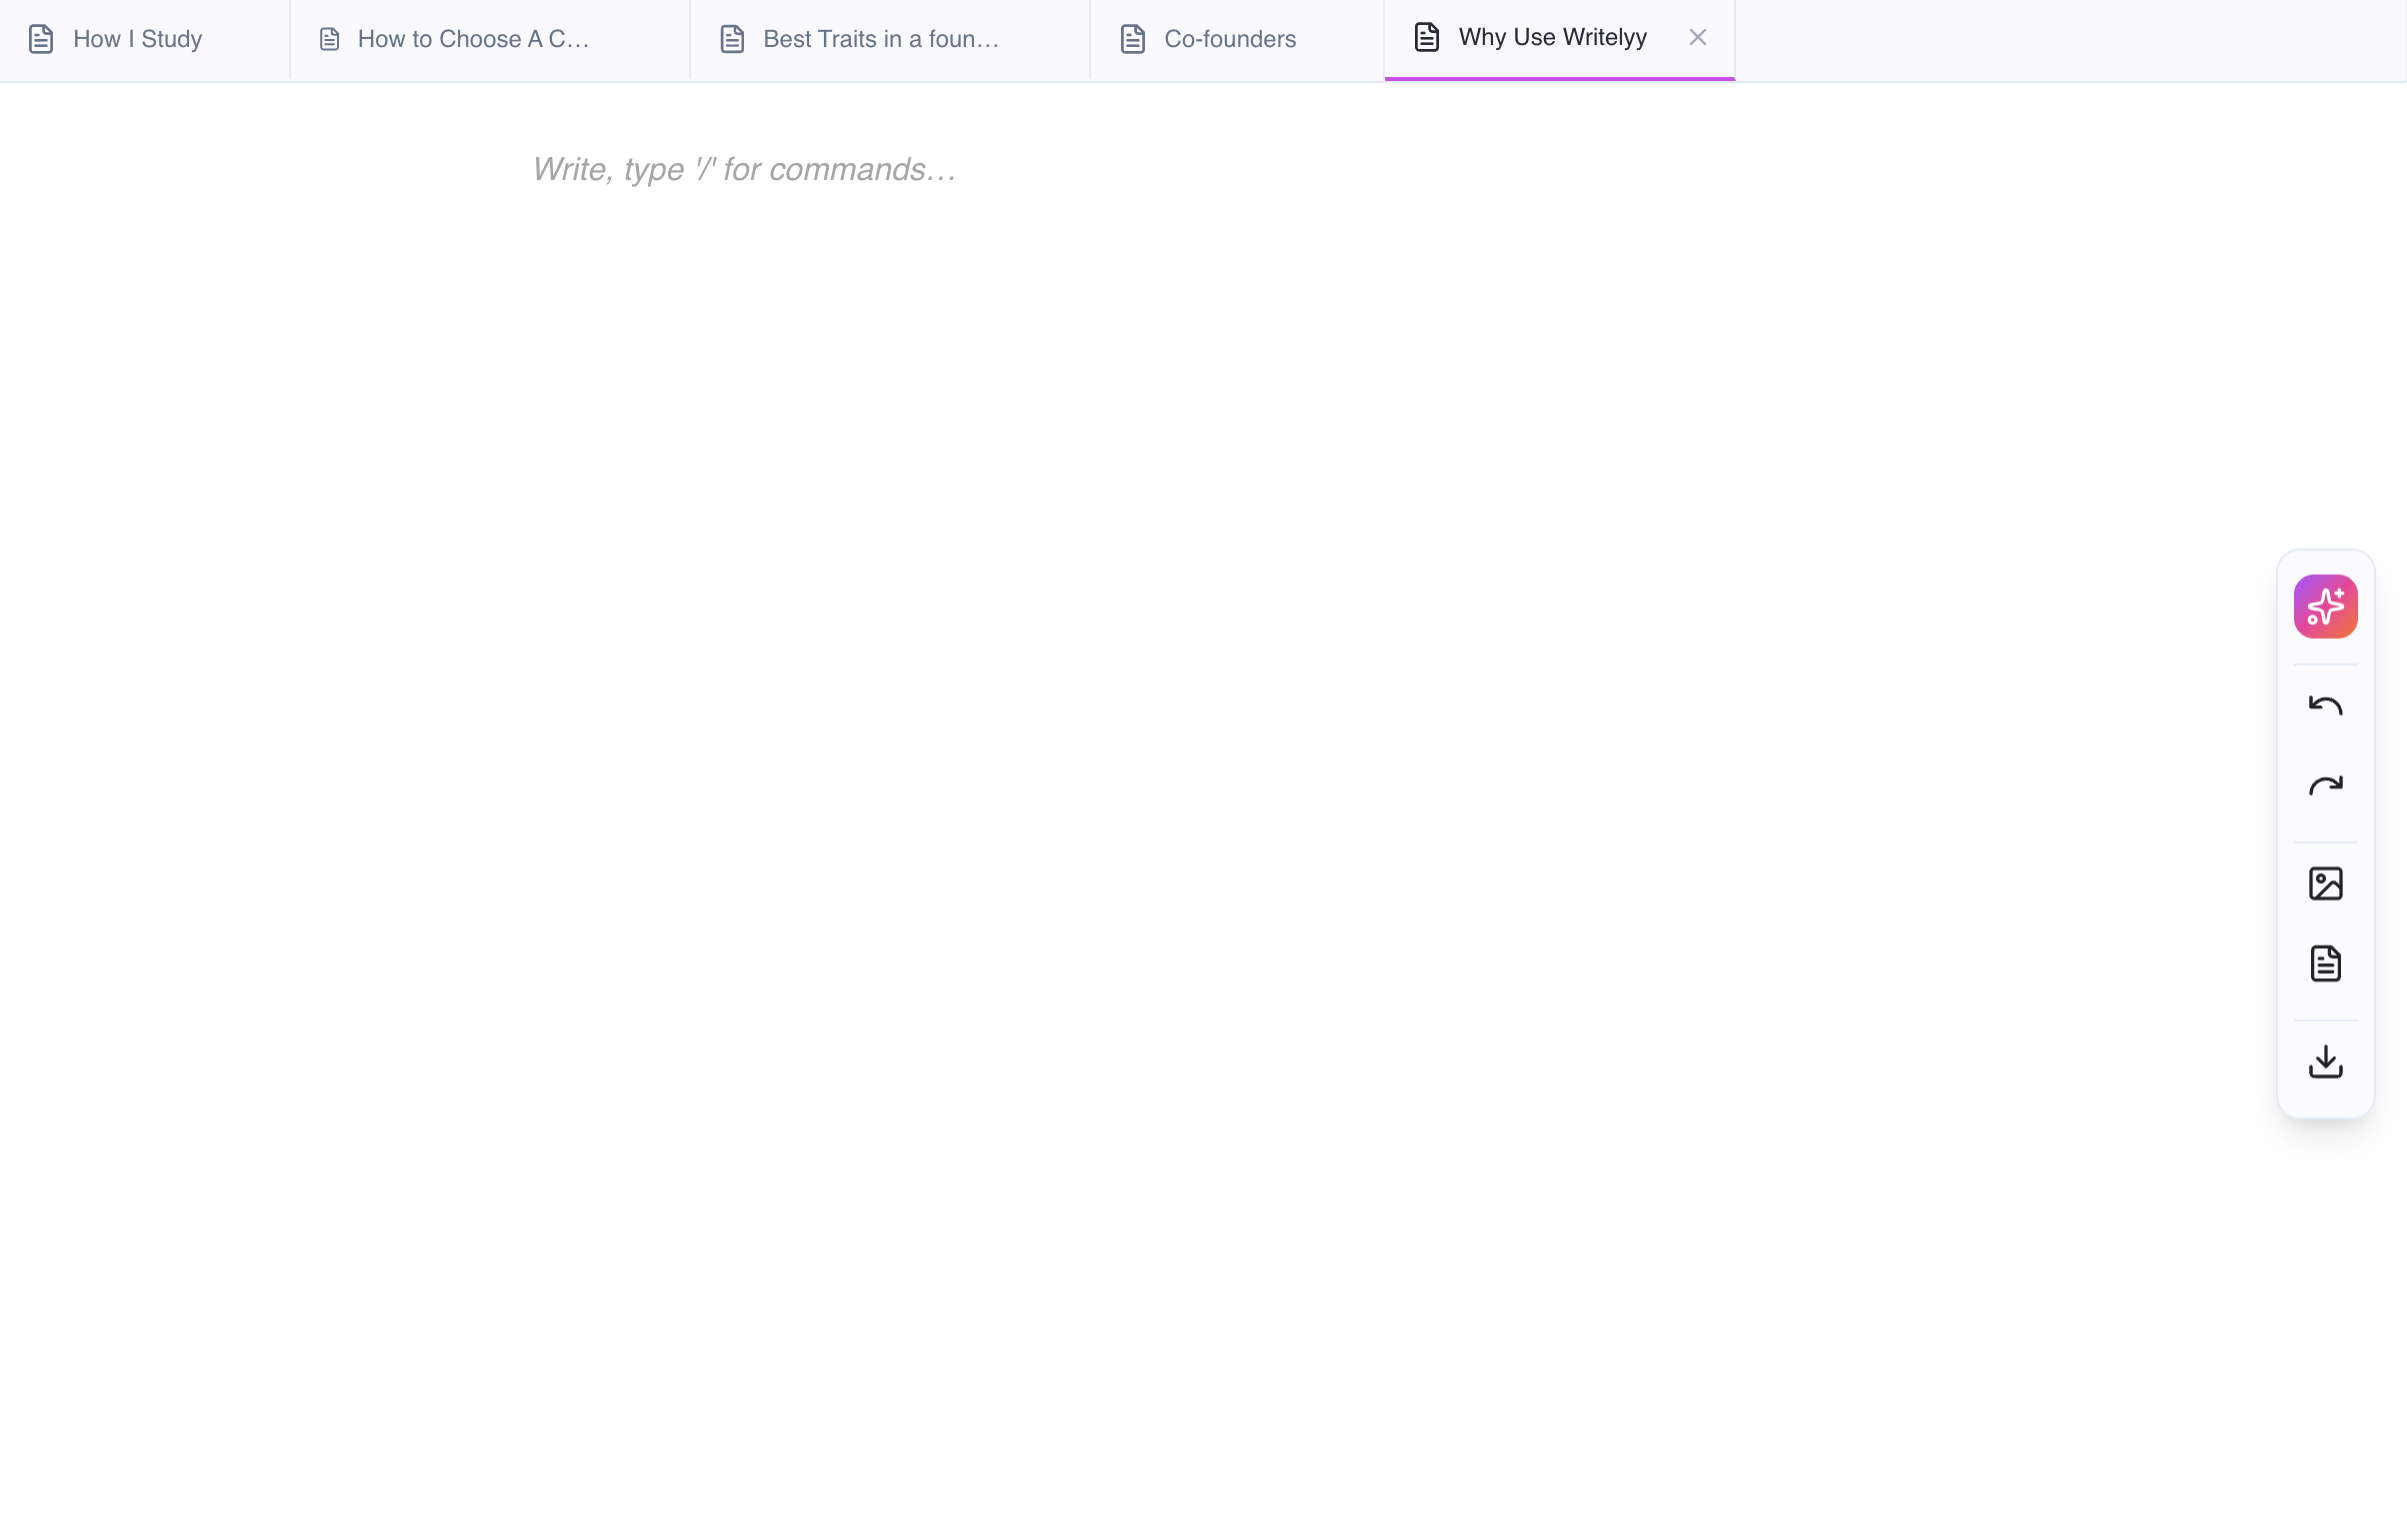 How I Study
How to Choose A C...
Best Traits in a foun...
Co-founders
Why Use Writelyy
Write, type '/' for commands...